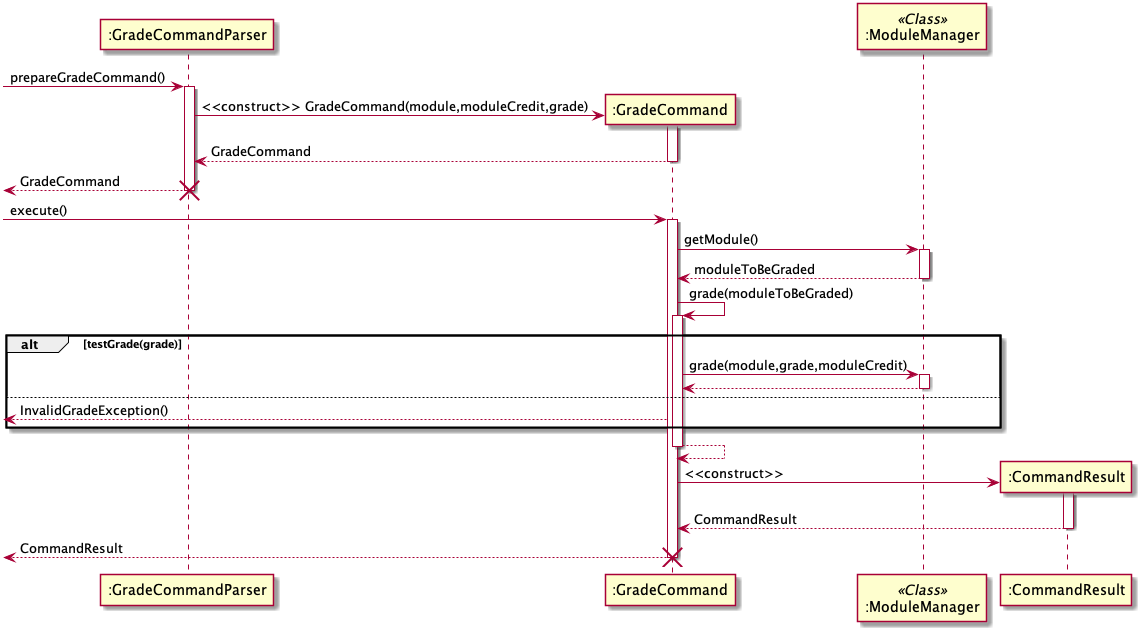 «Class»
:GradeCommandParser
:ModuleManager
prepareGradeCommand()
<<construct>> GradeCommand(module,moduleCredit,grade)
:GradeCommand
GradeCommand
GradeCommand
execute()
getModule()
moduleToBeGraded
grade(moduleToBeGraded)
alt [testGrade(grade)]
grade(module,grade,moduleCredit)
InvalidGradeException()
<<construct>>
:CommandResult
CommandResult
CommandResult
:GradeCommandParser
:GradeCommand
«Class»
:ModuleManager
:CommandResult